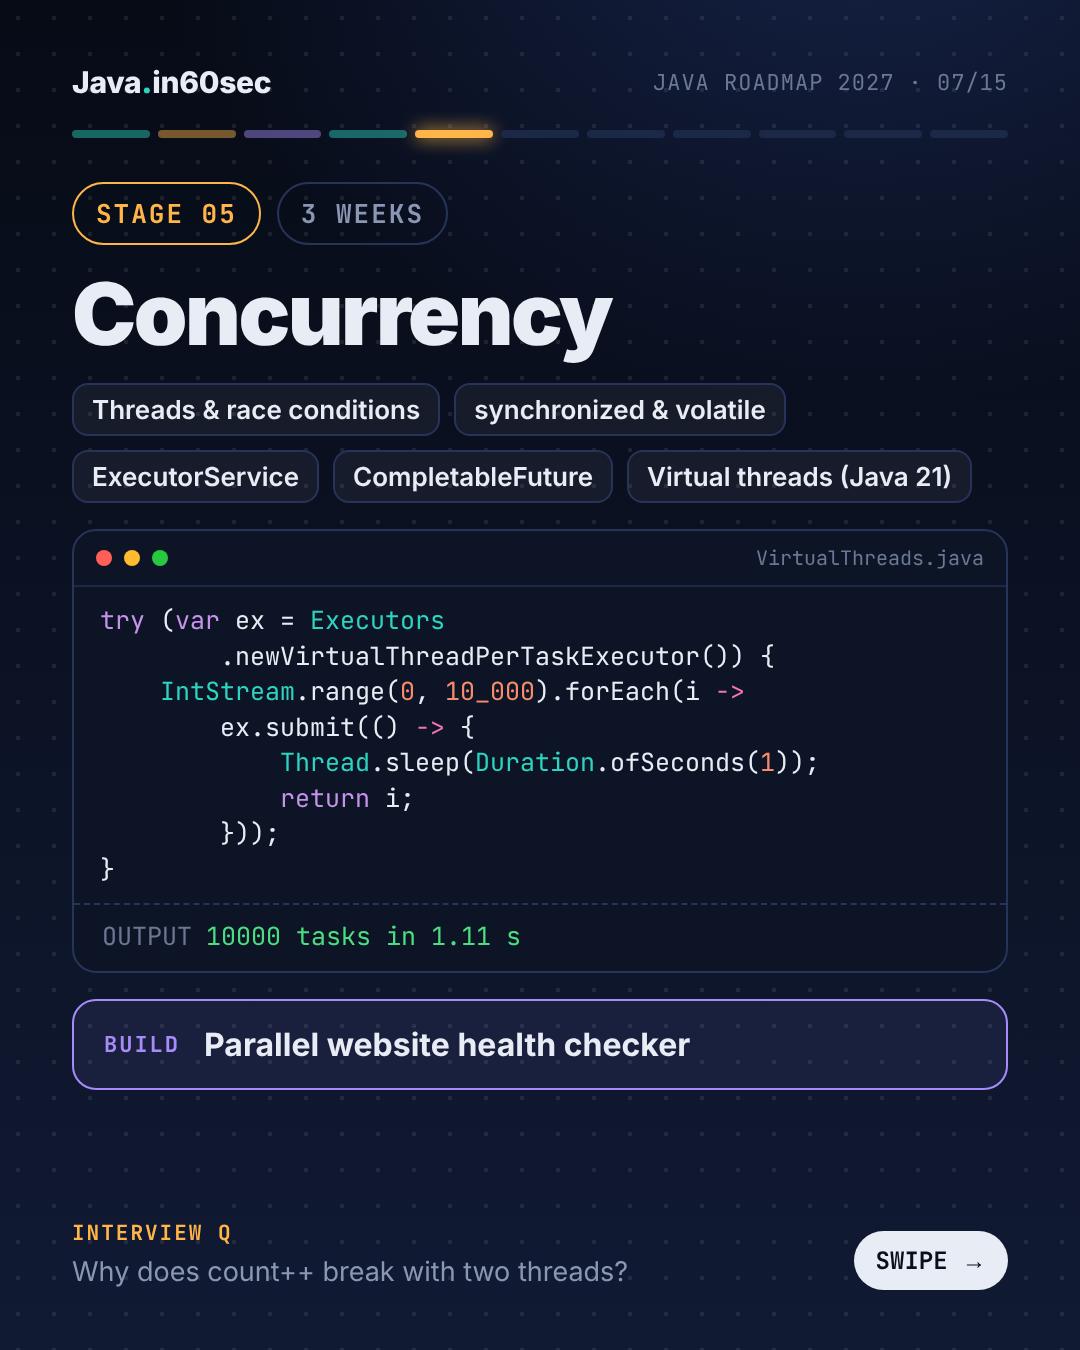 Java.in60sec
JAVA ROADMAP 2027 · 07/15
STAGE 05
3 WEEKS
Concurrency
Threads & race conditions
synchronized & volatile
ExecutorService
CompletableFuture
Virtual threads (Java 21)
VirtualThreads.java
try (var ex = Executors
        .newVirtualThreadPerTaskExecutor()) {
    IntStream.range(0, 10_000).forEach(i ->
        ex.submit(() -> {
            Thread.sleep(Duration.ofSeconds(1));
            return i;
        }));
}
OUTPUT 10000 tasks in 1.11 s
BUILD Parallel website health checker
INTERVIEW Q
Why does count++ break with two threads?
SWIPE →